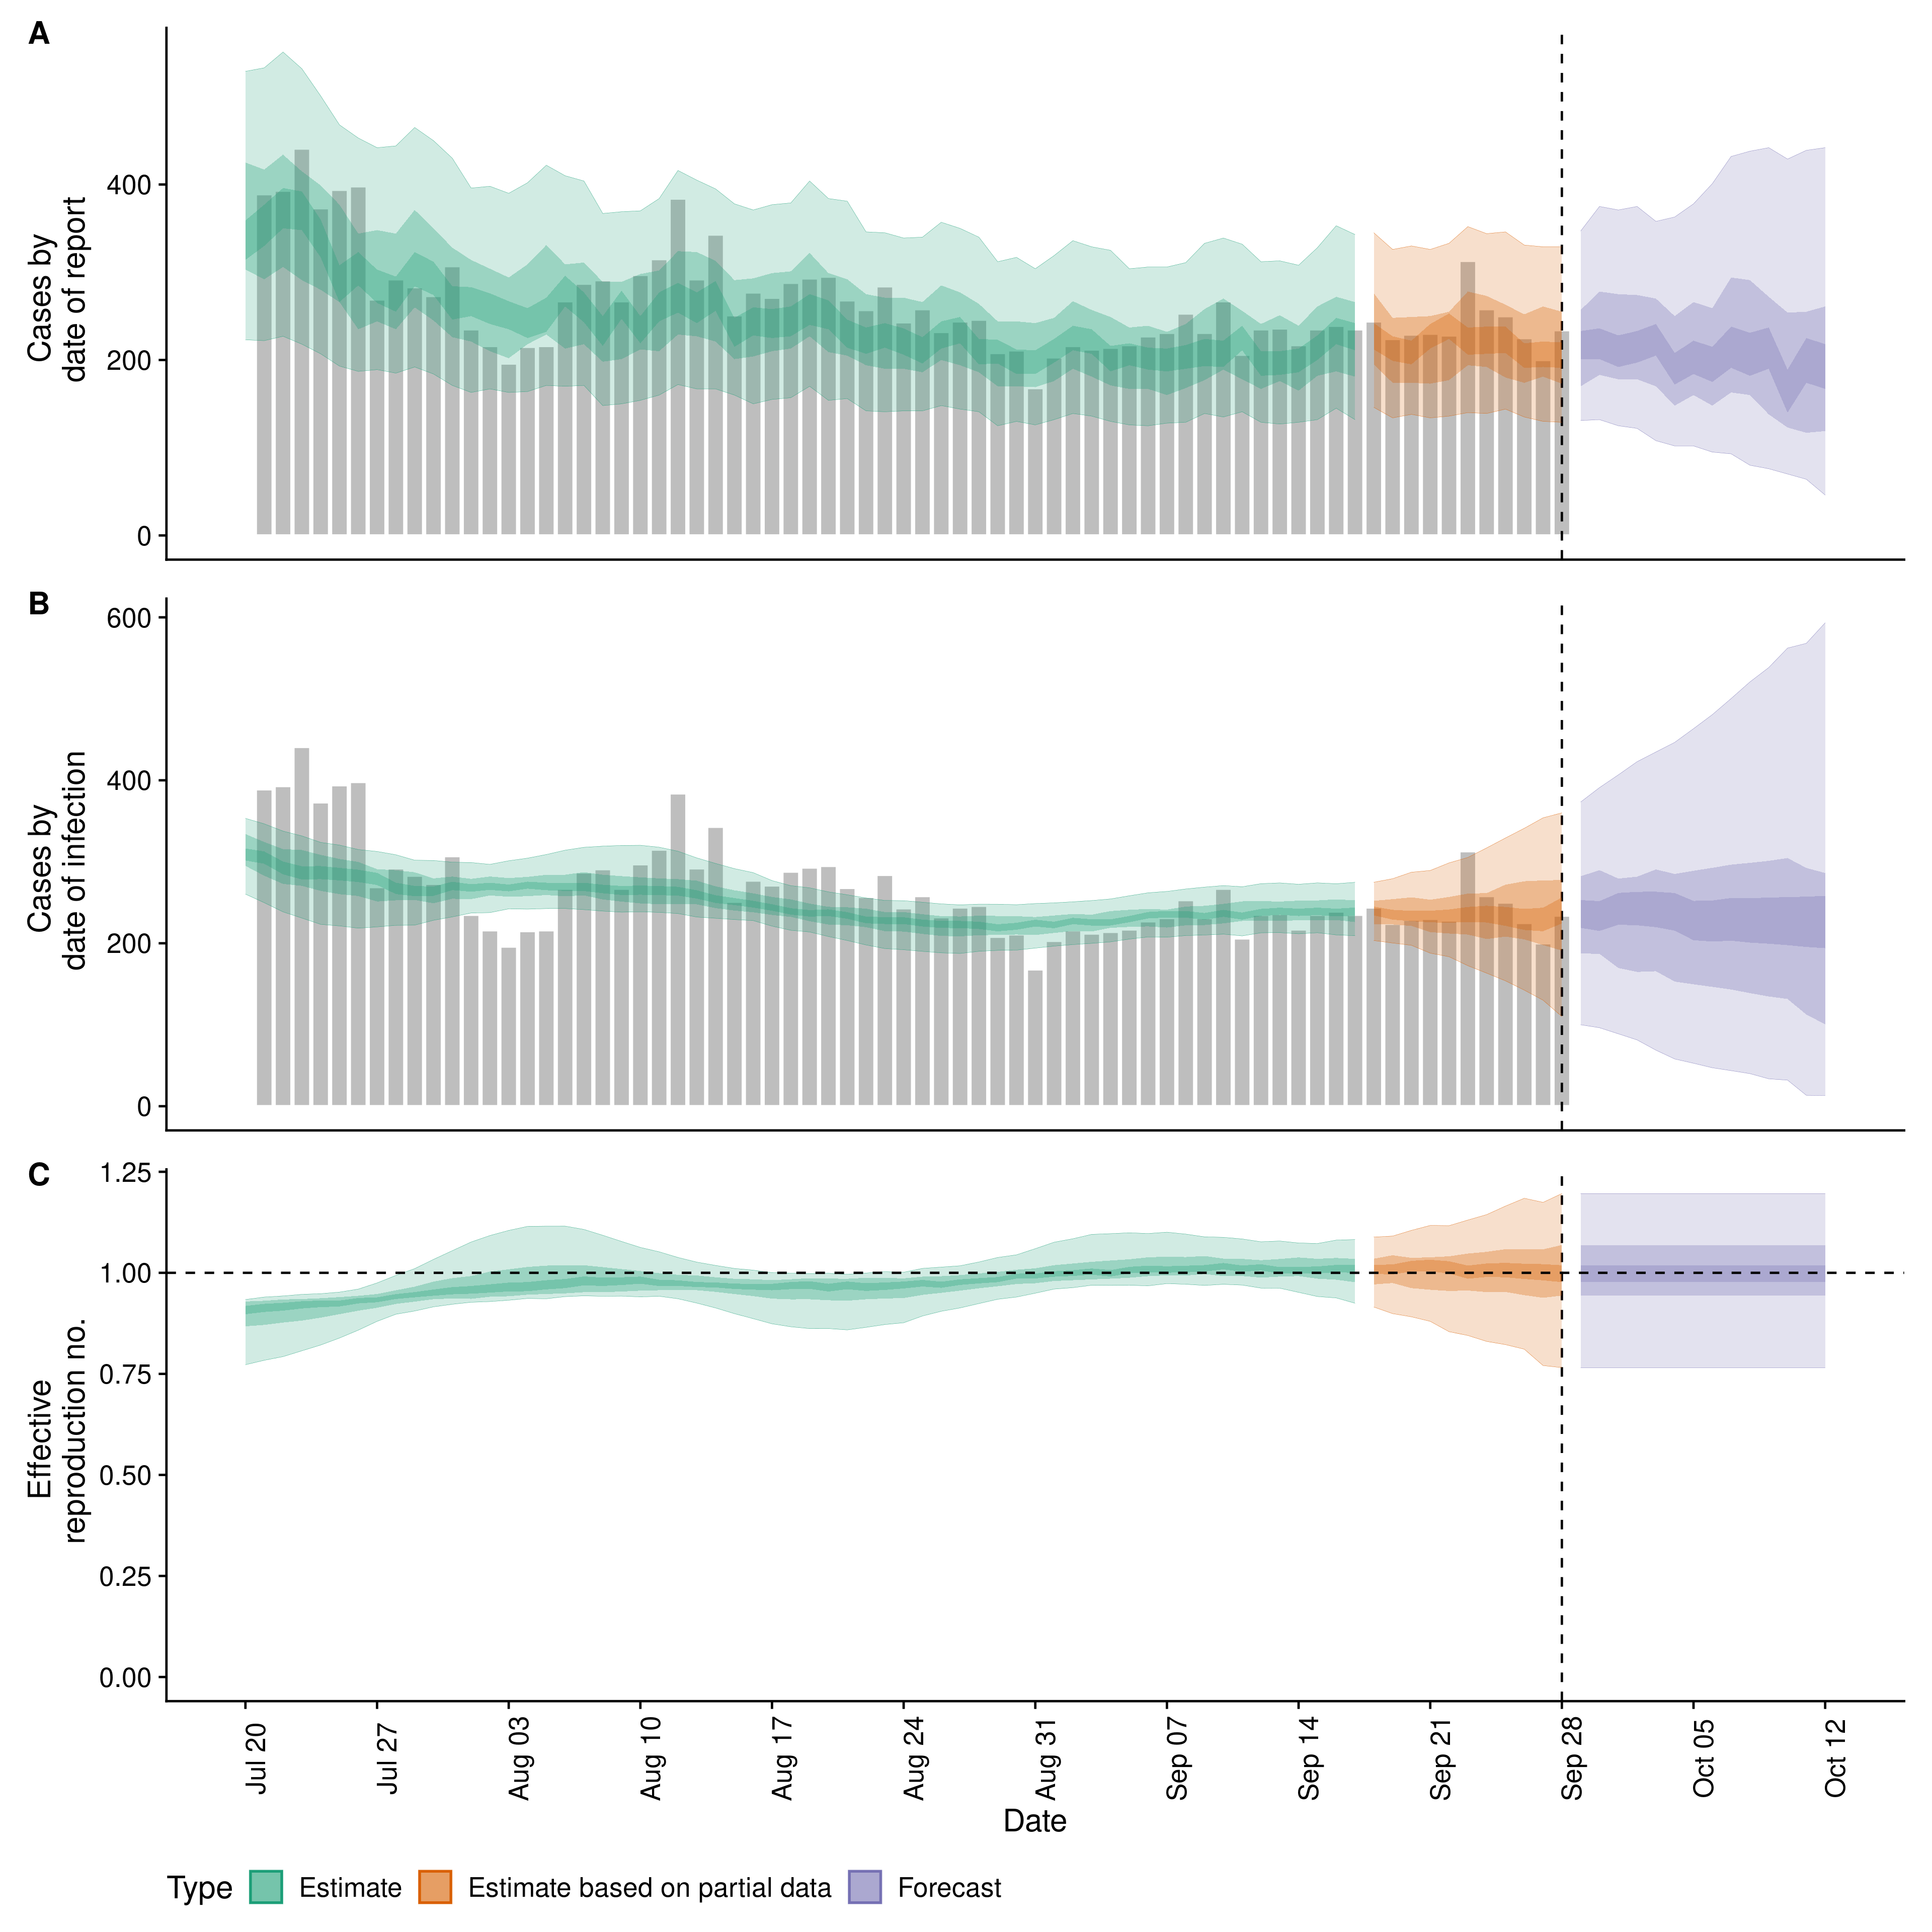 A
Cases by
date of report
400
200
0
B
Cases by
date of infection
600
400
200
0
C
Effective
reproduction no.
1.25
1.00
0.75
0.50
0.25
0.00
Jul 20
Jul 27
Aug 03
Aug 10
Aug 17
Aug 24
Aug 31
Sep 07
Sep 14
Sep 21
Sep 28
Oct 05
Oct 12
Date
Type Estimate Estimate based on partial data Forecast